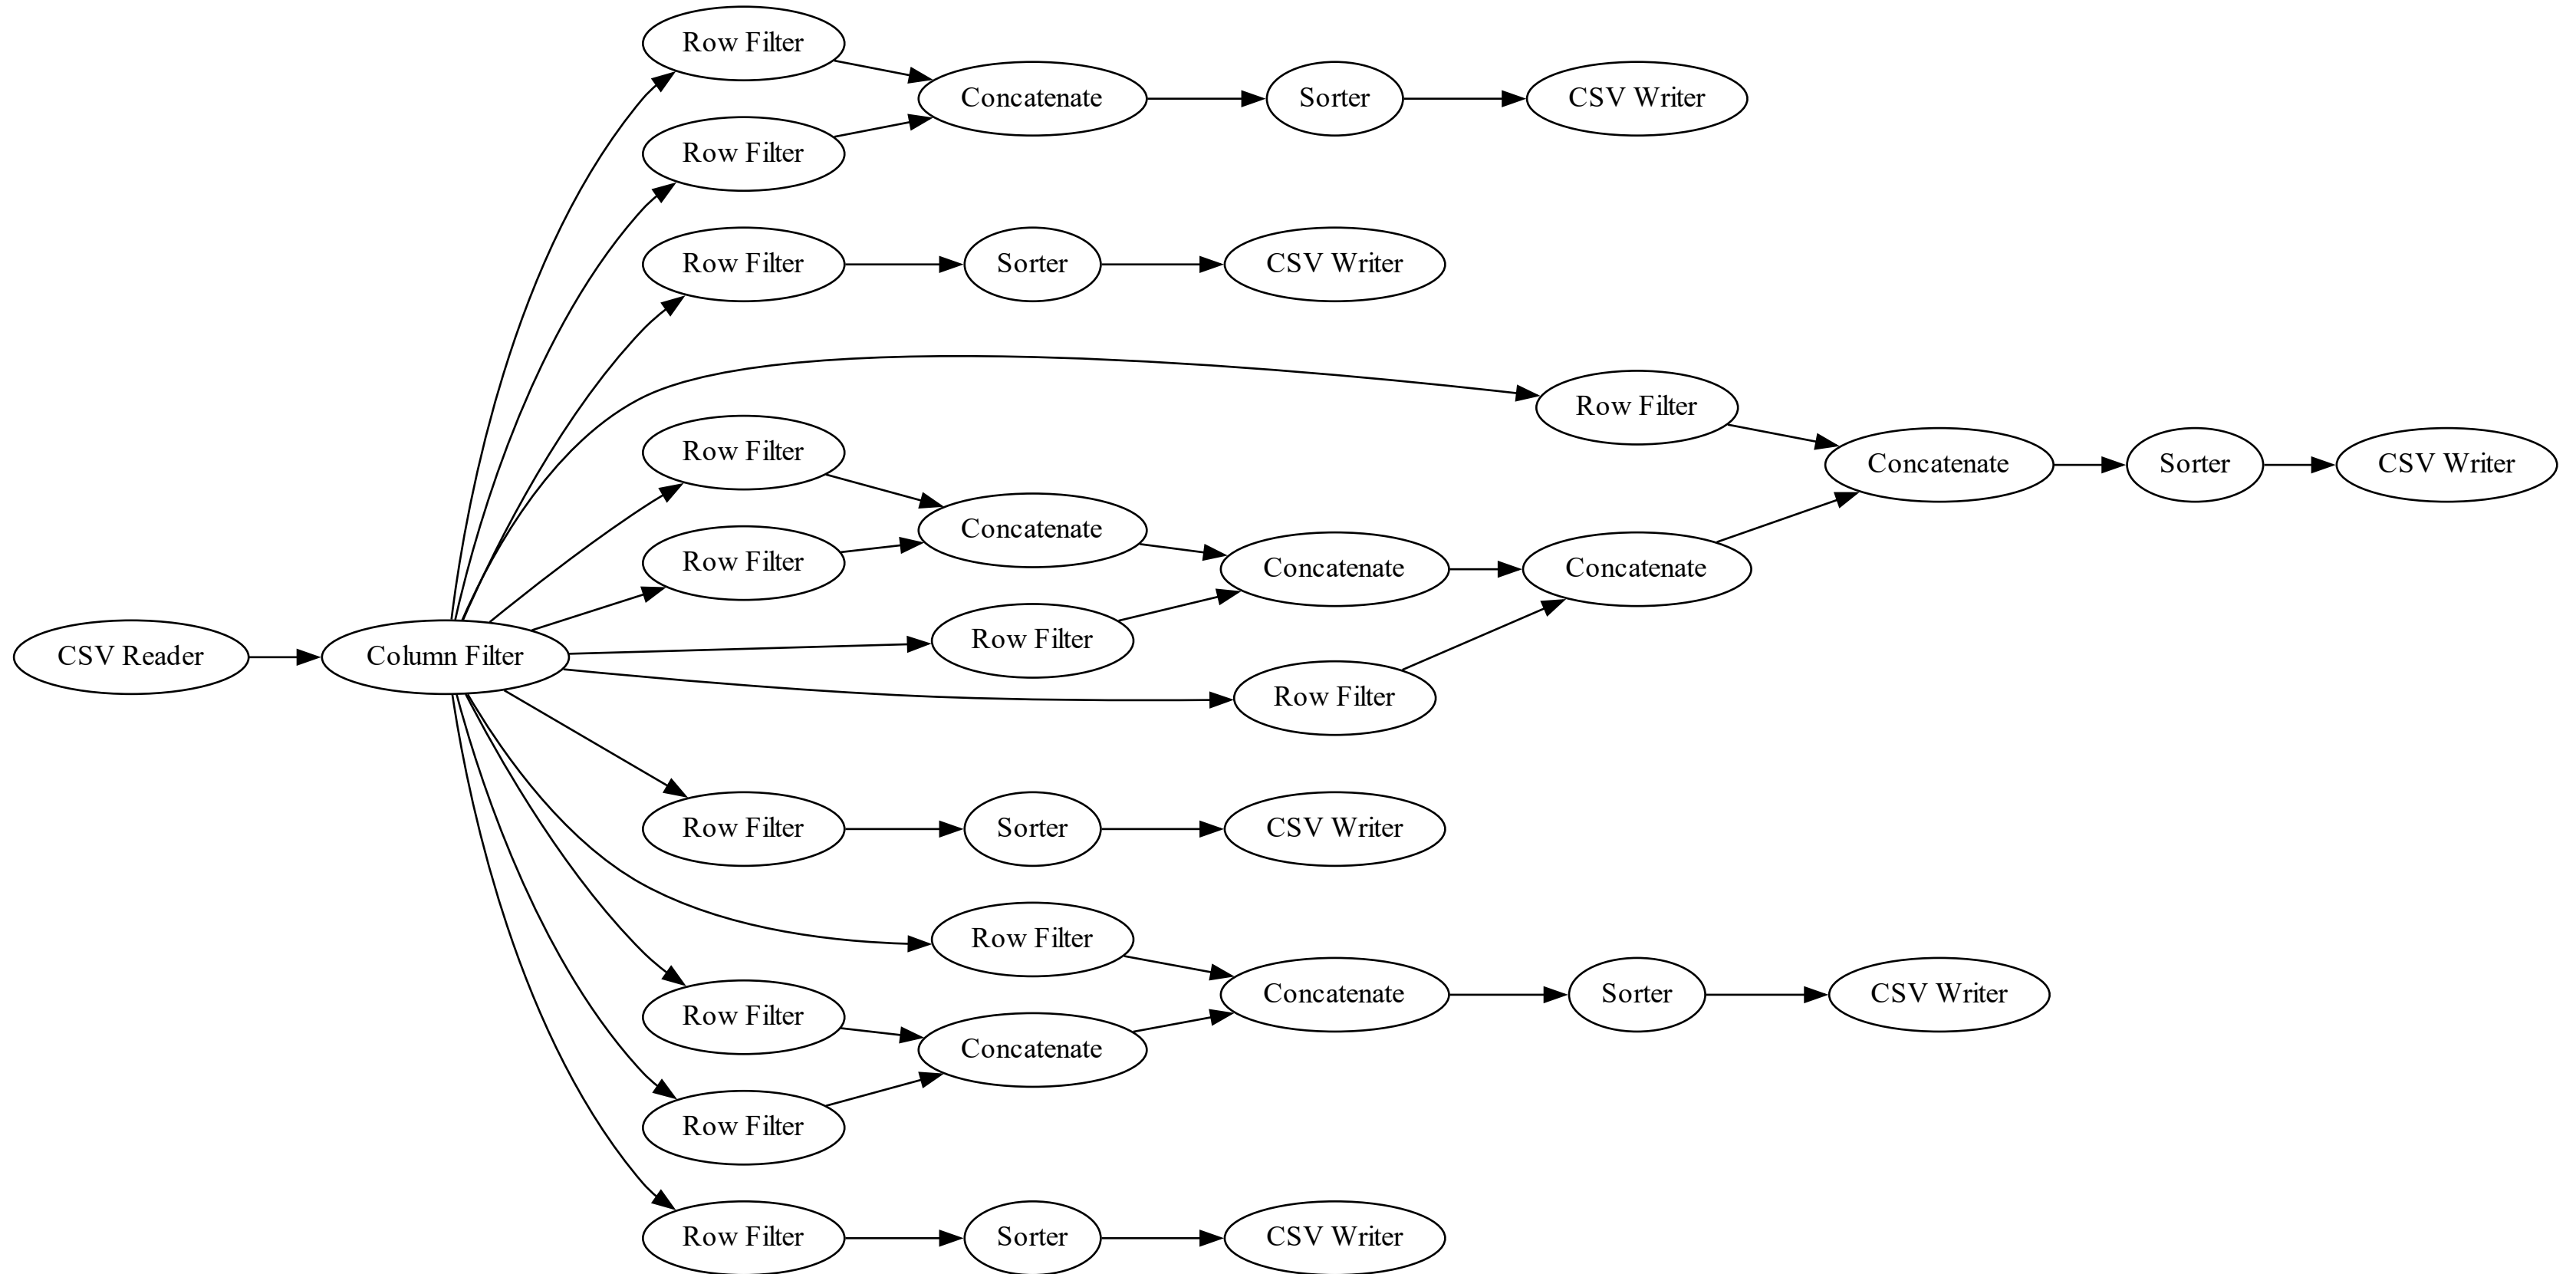 Row Filter
Concatenate
Sorter
CSV Writer
Row Filter
Row Filter
Sorter
CSV Writer
Row Filter
Row Filter
Concatenate
Sorter
CSV Writer
Concatenate
Row Filter
Concatenate
Concatenate
Row Filter
CSV Reader
Column Filter
Row Filter
Row Filter
Sorter
CSV Writer
Row Filter
Concatenate
Sorter
CSV Writer
Row Filter
Concatenate
Row Filter
Row Filter
Sorter
CSV Writer